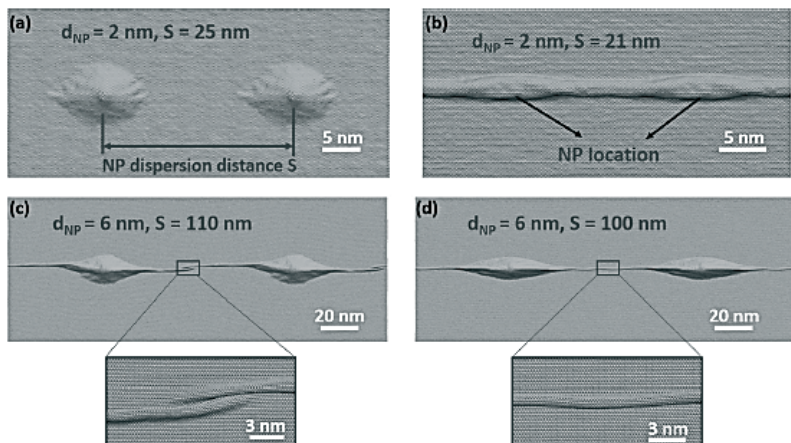 (a)
d_NP = 2 nm, S = 25 nm
NP dispersion distance S
5 nm
(b)
d_NP = 2 nm, S = 21 nm
NP location
5 nm
(c)
d_NP = 6 nm, S = 110 nm
20 nm
3 nm
(d)
d_NP = 6 nm, S = 100 nm
20 nm
3 nm